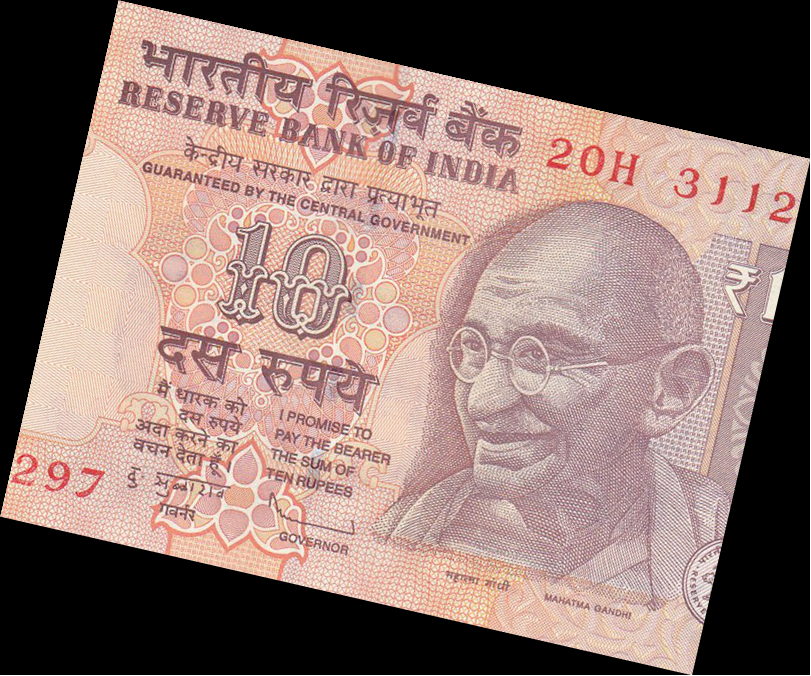 भारतीय रिज़र्व बैंक
RESERVE BANK OF INDIA
20H 3112
केन्द्रीय सरकार द्वारा प्रत्याभूत
GUARANTEED BY THE CENTRAL GOVERNMENT
10
₹1
दस रुपये
मैं धारक को
दस रुपये
अदा करने का
वचन देता हूँ।
I PROMISE TO
PAY THE BEARER
THE SUM OF
TEN RUPEES
297
गवर्नर
GOVERNOR
महात्मा गांधी
MAHATMA GANDHI